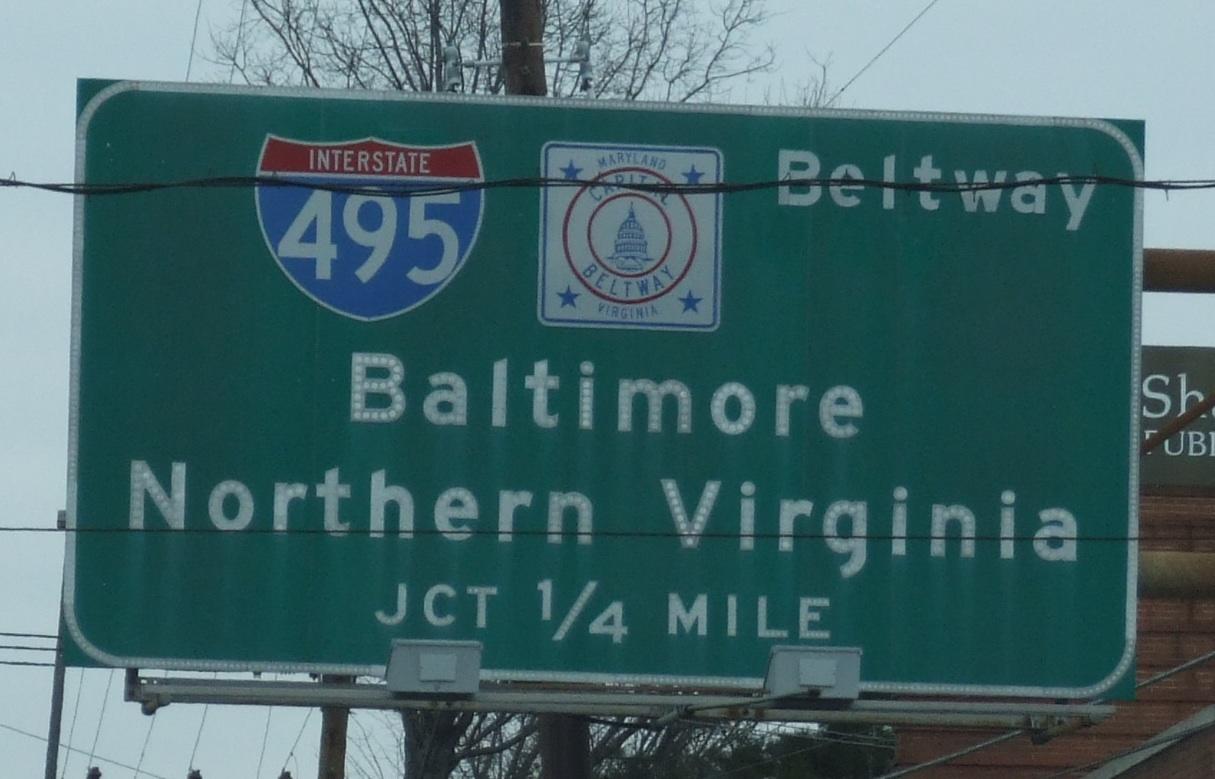 INTERSTATE
495
MARYLAND
CAPITAL
BELTWAY
VIRGINIA
Beltway
Baltimore
Northern Virginia
JCT 1/4 MILE